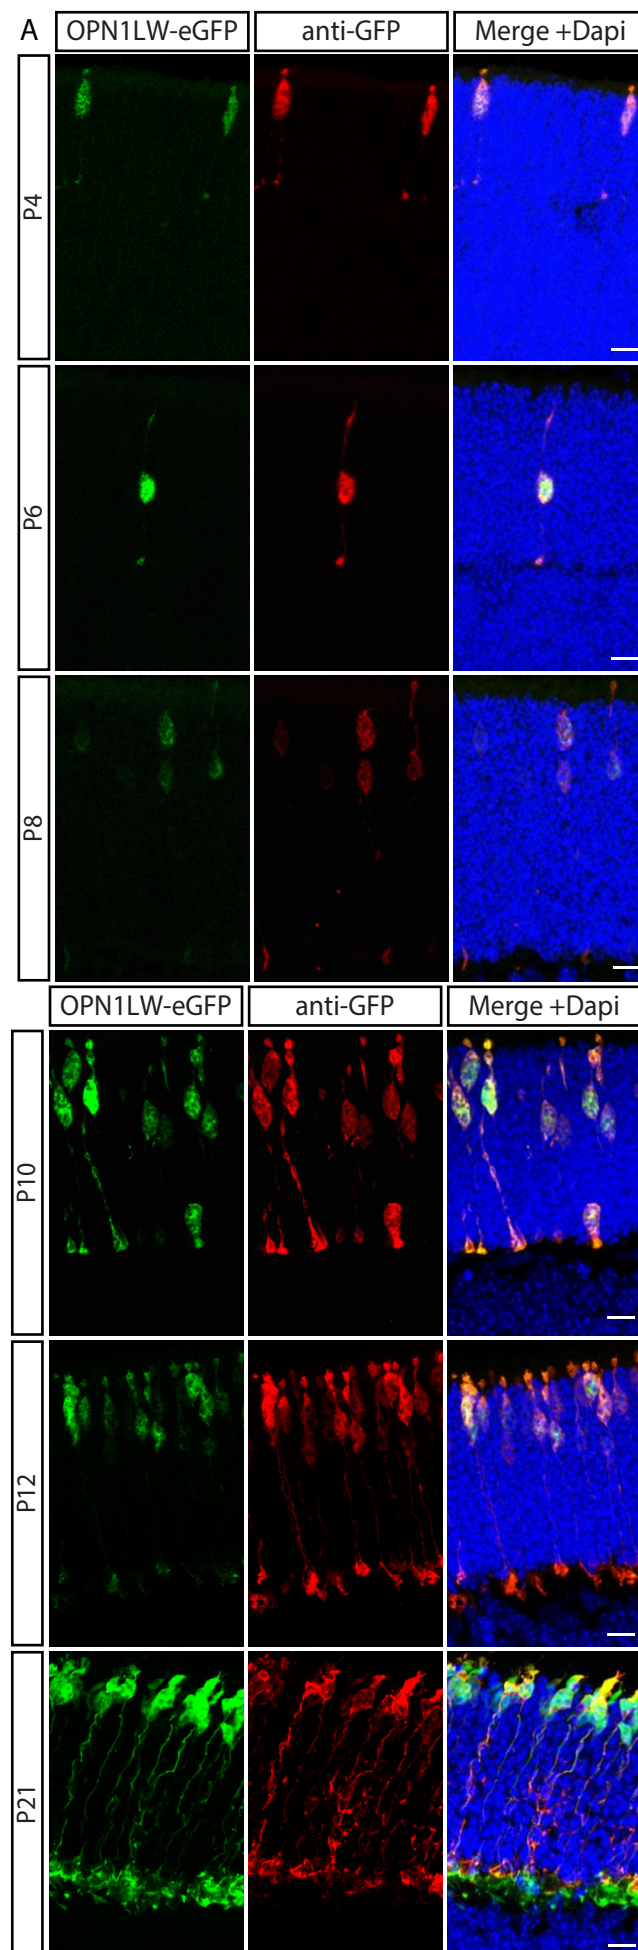 A
OPN1LW-eGFP anti-GFP Merge +Dapi
P4
P6
P8
OPN1LW-eGFP anti-GFP Merge +Dapi
P10
P12
P21